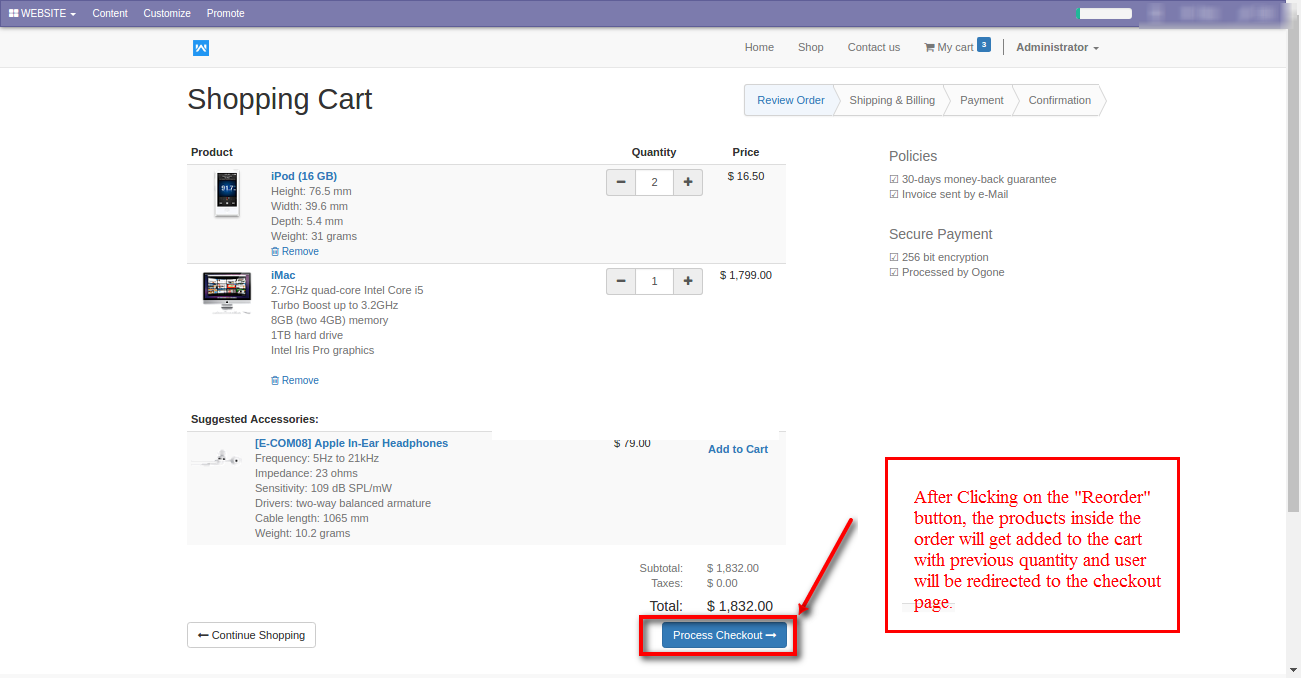 WEBSITE Content Customize Promote
Home Shop Contact us My cart 3 Administrator
Shopping Cart
Review Order Shipping & Billing Payment Confirmation
Product Quantity Price
iPod (16 GB) 2 $ 16.50
Height: 76.5 mm
Width: 39.6 mm
Depth: 5.4 mm
Weight: 31 grams
Remove
iMac 1 $ 1,799.00
2.7GHz quad-core Intel Core i5
Turbo Boost up to 3.2GHz
8GB (two 4GB) memory
1TB hard drive
Intel Iris Pro graphics
Remove
Policies
☑ 30-days money-back guarantee
☑ Invoice sent by e-Mail
Secure Payment
☑ 256 bit encryption
☑ Processed by Ogone
Suggested Accessories:
[E-COM08] Apple In-Ear Headphones $ 79.00 Add to Cart
Frequency: 5Hz to 21kHz
Impedance: 23 ohms
Sensitivity: 109 dB SPL/mW
Drivers: two-way balanced armature
Cable length: 1065 mm
Weight: 10.2 grams
After Clicking on the "Reorder"
button, the products inside the
order will get added to the cart
with previous quantity and user
will be redirected to the checkout
page.
Subtotal: $ 1,832.00
Taxes: $ 0.00
Total: $ 1,832.00
Continue Shopping Process Checkout